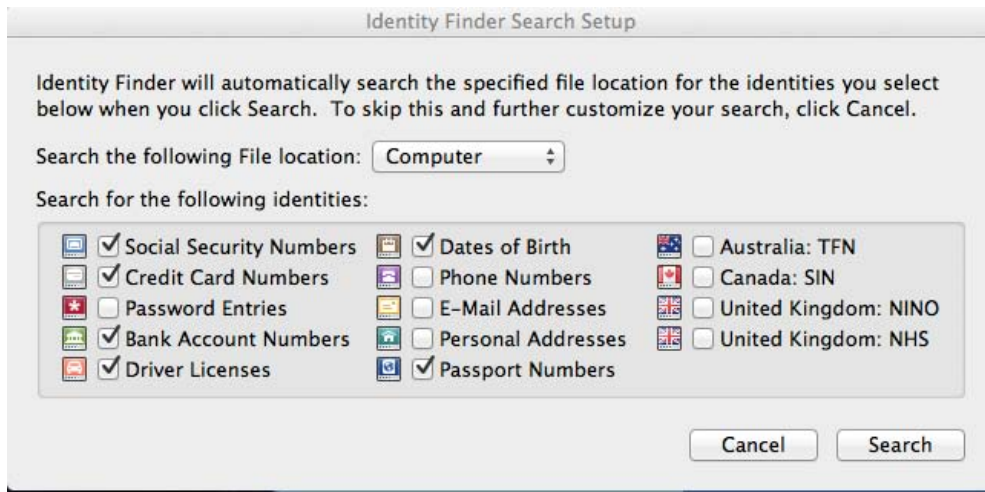 Identity Finder Search Setup
Identity Finder will automatically search the specified file location for the identities you select
below when you click Search.  To skip this and further customize your search, click Cancel.
Search the following File location: Computer
Search for the following identities:
Social Security Numbers Dates of Birth Australia: TFN
Credit Card Numbers Phone Numbers Canada: SIN
Password Entries E-Mail Addresses United Kingdom: NINO
Bank Account Numbers Personal Addresses United Kingdom: NHS
Driver Licenses Passport Numbers
Cancel Search